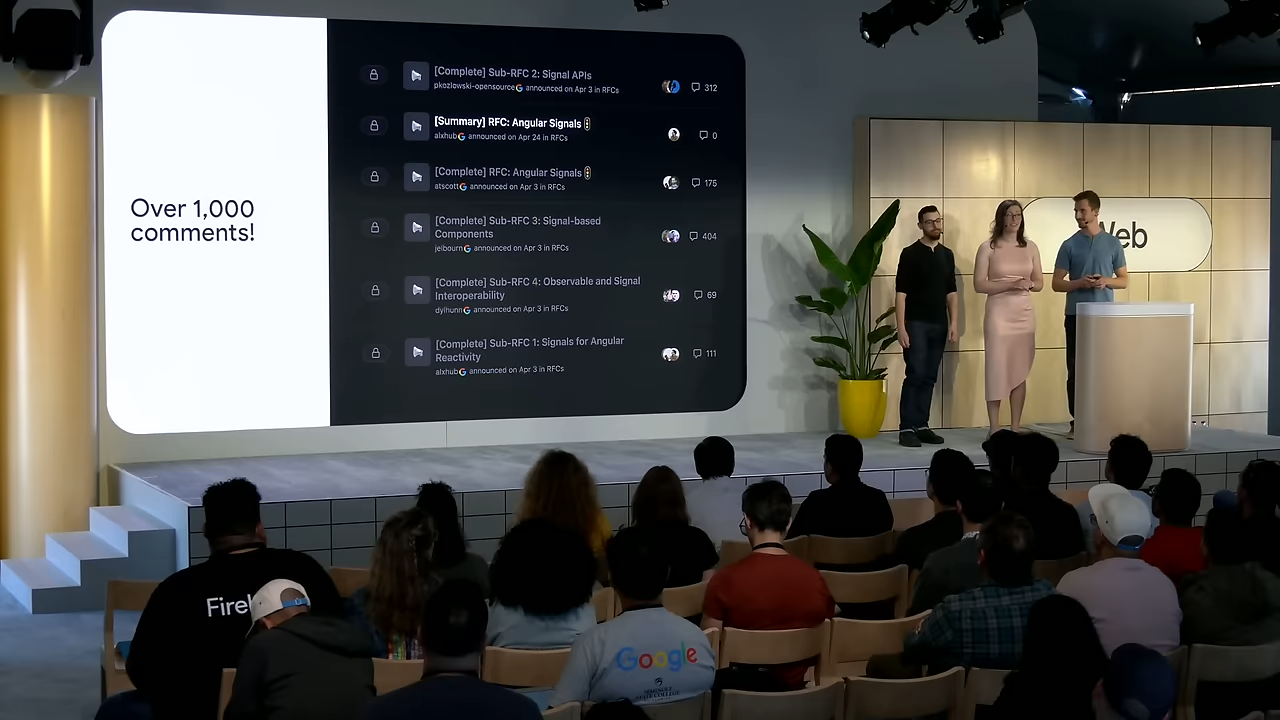 Over 1,000
comments!
[Complete] Sub-RFC 2: Signal APIs
pkozlowski-opensource announced on Apr 3 in RFCs
312
[Summary] RFC: Angular Signals🚦
alxhub announced on Apr 24 in RFCs
0
[Complete] RFC: Angular Signals🚦
atscott announced on Apr 3 in RFCs
175
[Complete] Sub-RFC 3: Signal-based
Components
jelbourn announced on Apr 3 in RFCs
404
[Complete] Sub-RFC 4: Observable and Signal
Interoperability
dylhunn announced on Apr 3 in RFCs
69
[Complete] Sub-RFC 1: Signals for Angular
Reactivity
alxhub announced on Apr 3 in RFCs
111
Web
Google